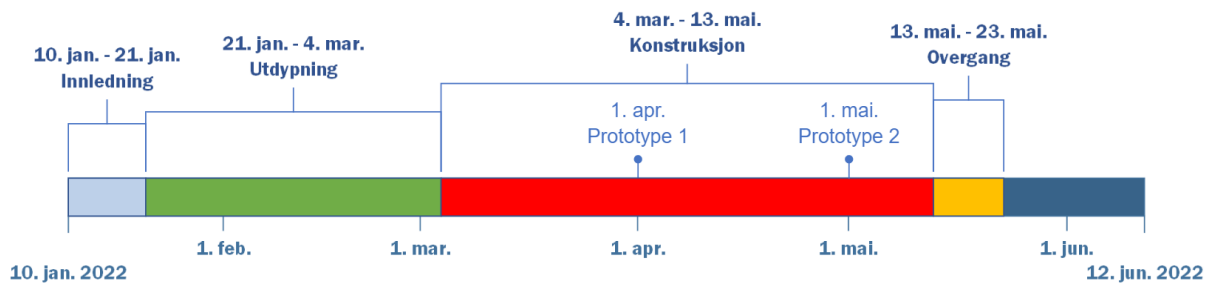 10. jan. - 21. jan.
Innledning
21. jan. - 4. mar.
Utdypning
4. mar. - 13. mai.
Konstruksjon
13. mai. - 23. mai.
Overgang
1. apr.
Prototype 1
1. mai.
Prototype 2
1. feb.
1. mar.
1. apr.
1. mai.
1. jun.
10. jan. 2022
12. jun. 2022